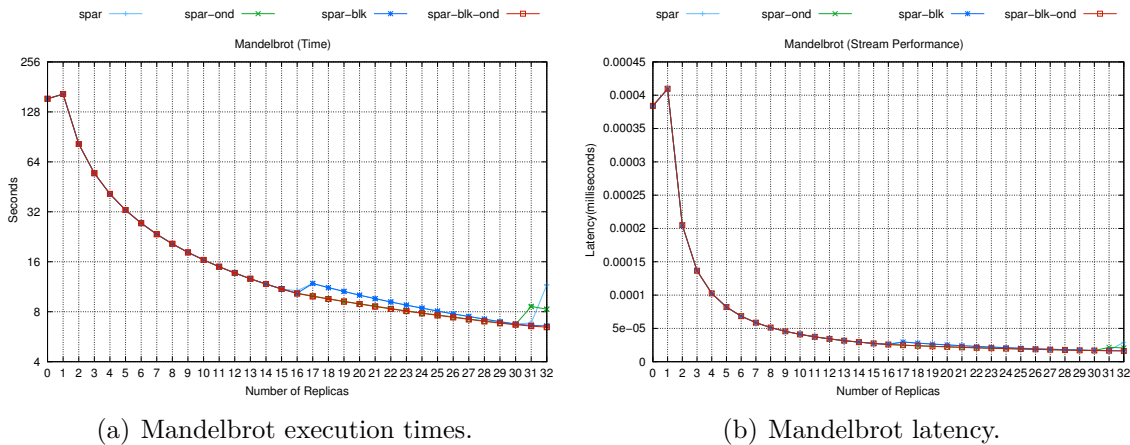 spar spar-ond spar-blk spar-blk-ond
Mandelbrot (Time)
256
128
64
32
16
8
4
Seconds
0 1 2 3 4 5 6 7 8 9 10 11 12 13 14 15 16 17 18 19 20 21 22 23 24 25 26 27 28 29 30 31 32
Number of Replicas
(a) Mandelbrot execution times.
spar spar-ond spar-blk spar-blk-ond
Mandelbrot (Stream Performance)
0.00045
0.0004
0.00035
0.0003
0.00025
0.0002
0.00015
0.0001
5e-05
0
Latency(milliseconds)
0 1 2 3 4 5 6 7 8 9 10 11 12 13 14 15 16 17 18 19 20 21 22 23 24 25 26 27 28 29 30 31 32
Number of Replicas
(b) Mandelbrot latency.